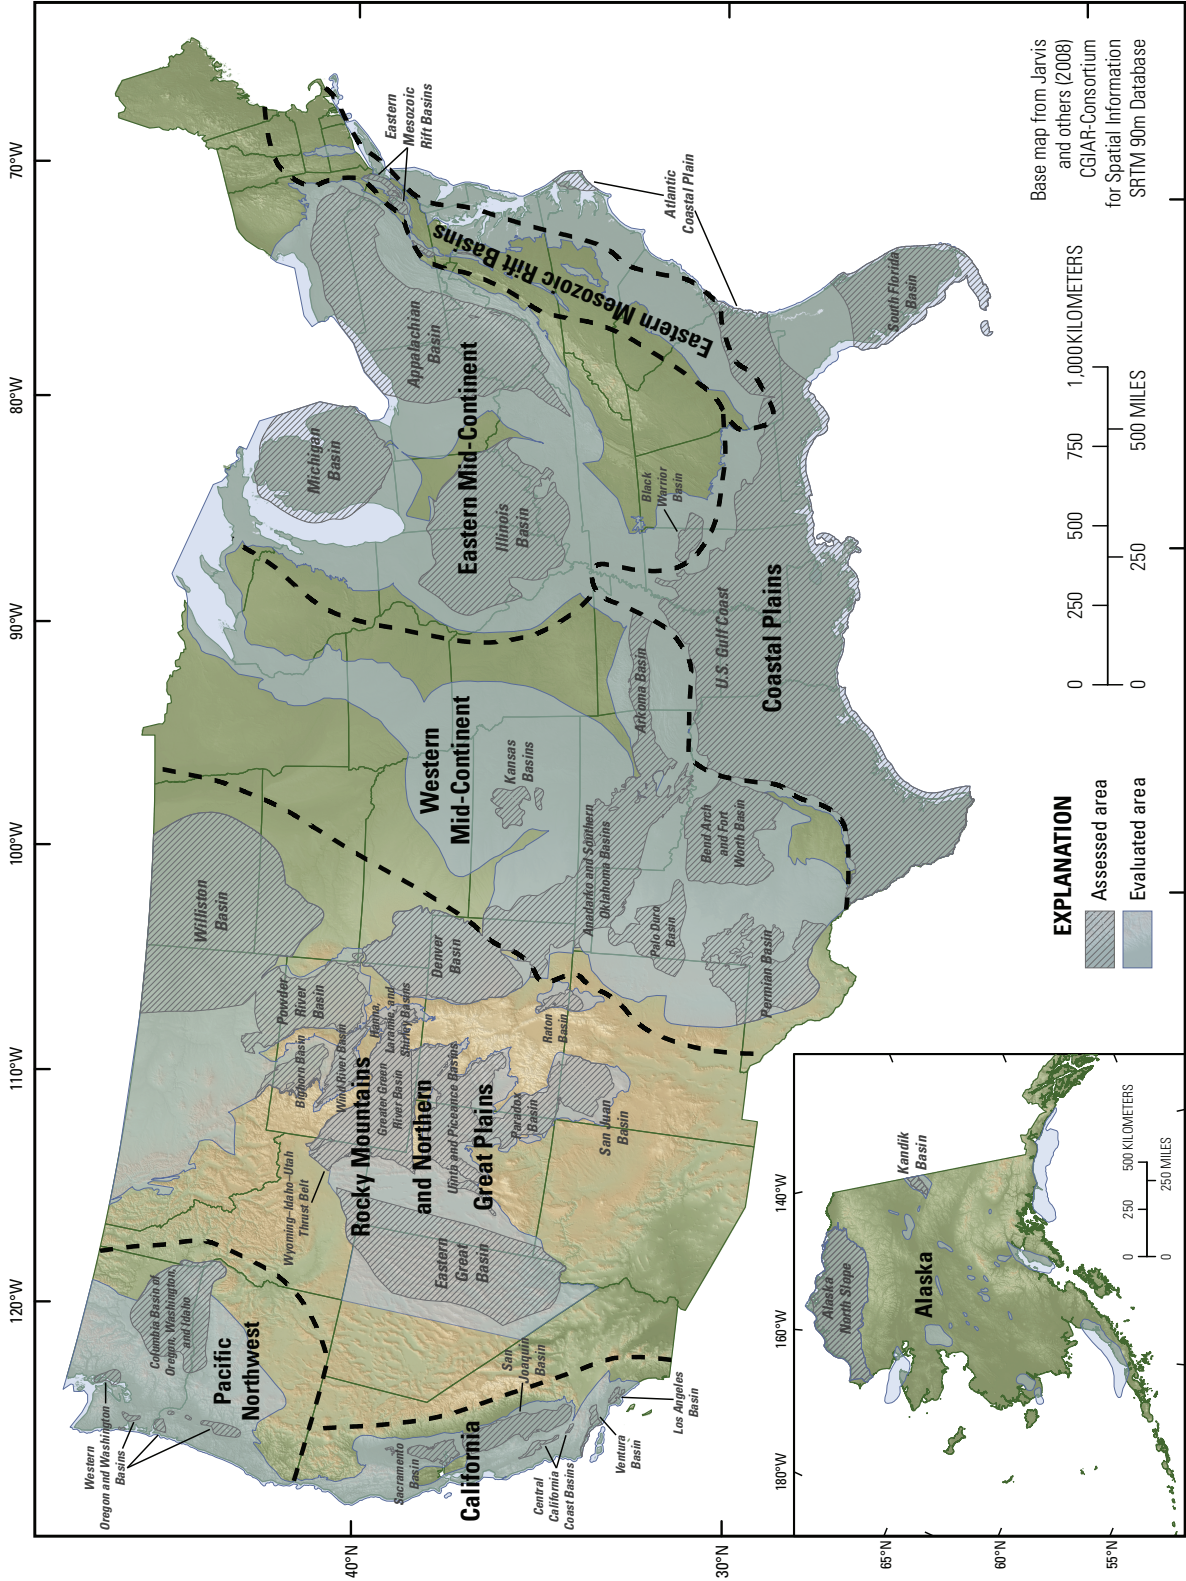 120°W
110°W
100°W
90°W
80°W
70°W
40°N
30°N
Western
Oregon and Washington
Basins
Columbia Basin of
Oregon, Washington,
and Idaho
Pacific
Northwest
Wyoming–Idaho–Utah
Thrust Belt
Bighorn Basin
Wind River Basin
Powder
River
Basin
Williston
Basin
Hanna,
Laramie, and
Shirley Basins
Rocky Mountains
and Northern
Great Plains
Greater Green
River Basin
Uinta and Piceance Basins
Denver
Basin
Eastern
Great
Basin
Paradox
Basin
San Juan
Basin
Raton
Basin
California
Sacramento
Basin
San
Joaquin
Basin
Central
California
Coast Basins
Ventura
Basin
Los Angeles
Basin
Western
Mid-Continent
Kansas
Basins
Anadarko and Southern
Oklahoma Basins
Palo Duro
Basin
Permian Basin
Bend Arch
and Fort
Worth Basin
Arkoma Basin
Eastern Mid-Continent
Michigan
Basin
Illinois
Basin
Appalachian
Basin
Black
Warrior
Basin
Eastern Mesozoic Rift Basins
Eastern
Mesozoic
Rift Basins
Atlantic
Coastal Plain
U.S. Gulf Coast
Coastal Plains
South Florida
Basin
180°W
160°W
140°W
65°N
60°N
55°N
Alaska
North Slope
Alaska
Kandik
Basin
0 250 500 KILOMETERS
0 250 MILES
EXPLANATION
Assessed area
Evaluated area
0 250 500 750 1,000 KILOMETERS
0 250 500 MILES
Base map from Jarvis
and others (2008)
CGIAR-Consortium
for Spatial Information
SRTM 90m Database